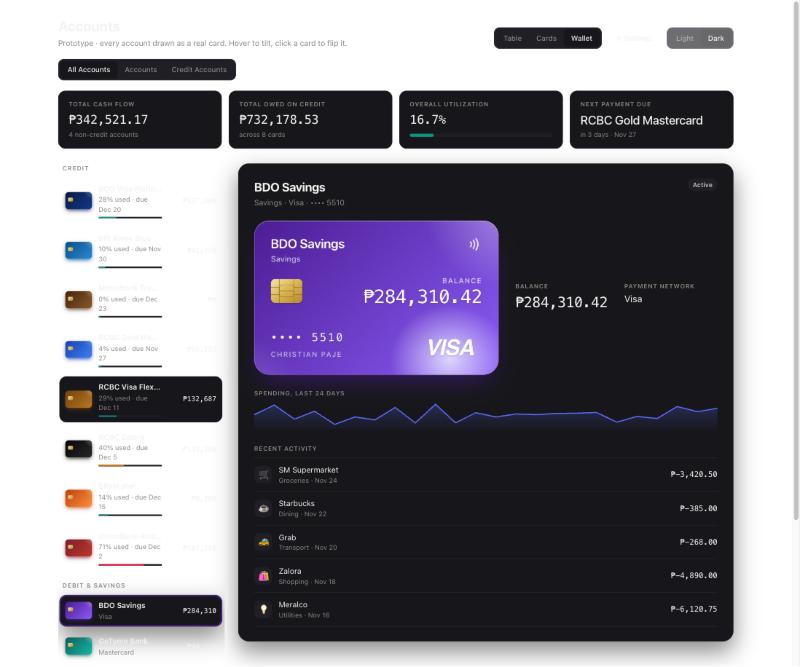 Accounts
Prototype · every account drawn as a real card. Hover to tilt, click a card to flip it.
Table Cards Wallet
Light Dark
All Accounts Accounts Credit Accounts
TOTAL CASH FLOW
₱342,521.17
4 non-credit accounts
TOTAL OWED ON CREDIT
₱732,178.53
across 8 cards
OVERALL UTILIZATION
16.7%
NEXT PAYMENT DUE
RCBC Gold Mastercard
in 3 days · Nov 27
CREDIT
28% used · due
Dec 20
10% used · due Nov
30
0% used · due Dec
23
4% used · due Nov
27
RCBC Visa Flex...
29% used · due
Dec 11
₱132,687
40% used · due
Dec 5
14% used · due Dec
15
71% used · due Dec
2
DEBIT & SAVINGS
BDO Savings
Visa
₱284,310
GoTyme Bank
Mastercard
BDO Savings
Savings · Visa · •••• 5510
Active
BDO Savings
Savings
BALANCE
₱284,310.42
•••• 5510
CHRISTIAN PAJE
VISA
BALANCE
₱284,310.42
PAYMENT NETWORK
Visa
SPENDING, LAST 24 DAYS
RECENT ACTIVITY
SM Supermarket
Groceries · Nov 24
₱-3,420.50
Starbucks
Dining · Nov 22
₱-385.00
Grab
Transport · Nov 20
₱-268.00
Zalora
Shopping · Nov 18
₱-4,890.00
Meralco
Utilities · Nov 16
₱-6,120.75